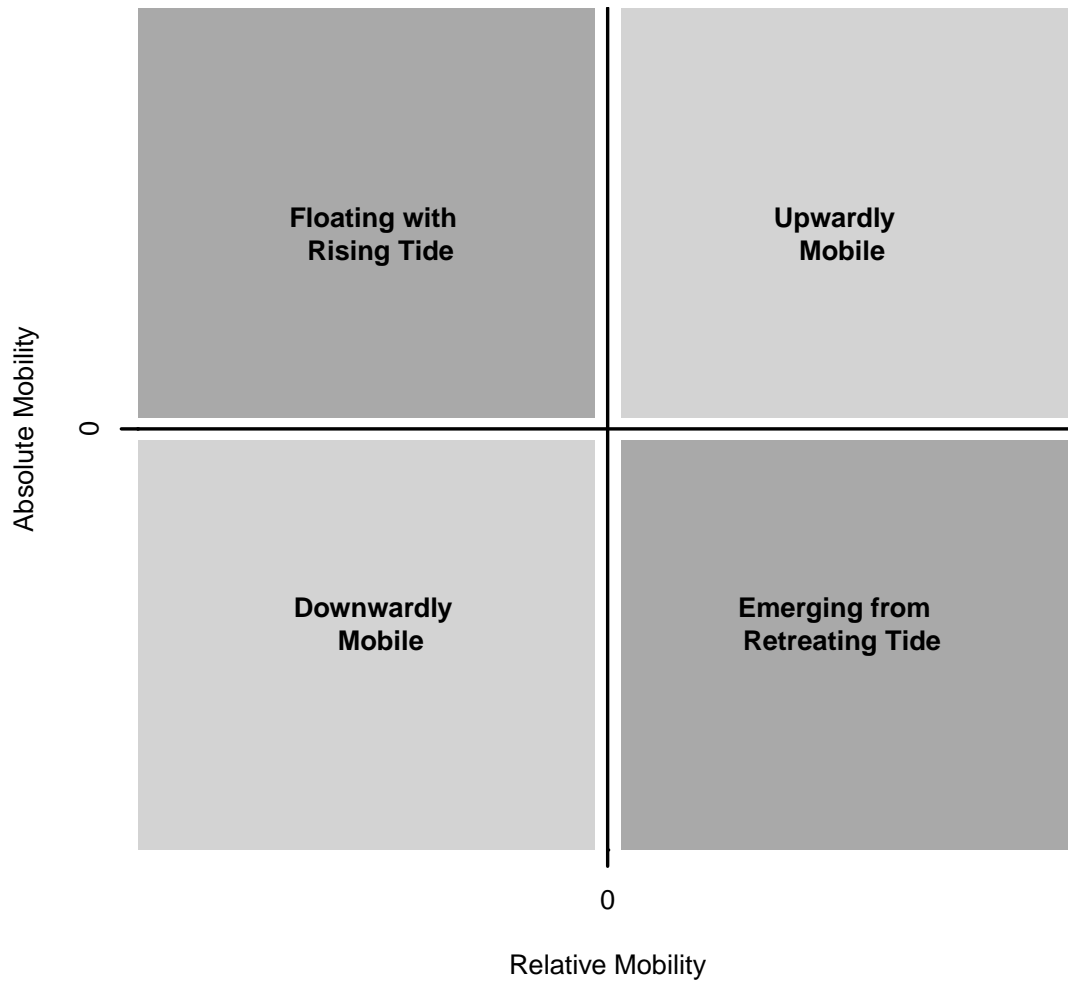 Floating with
Rising Tide
Upwardly
Mobile
Absolute Mobility
0
Downwardly
Mobile
Emerging from
Retreating Tide
0
Relative Mobility